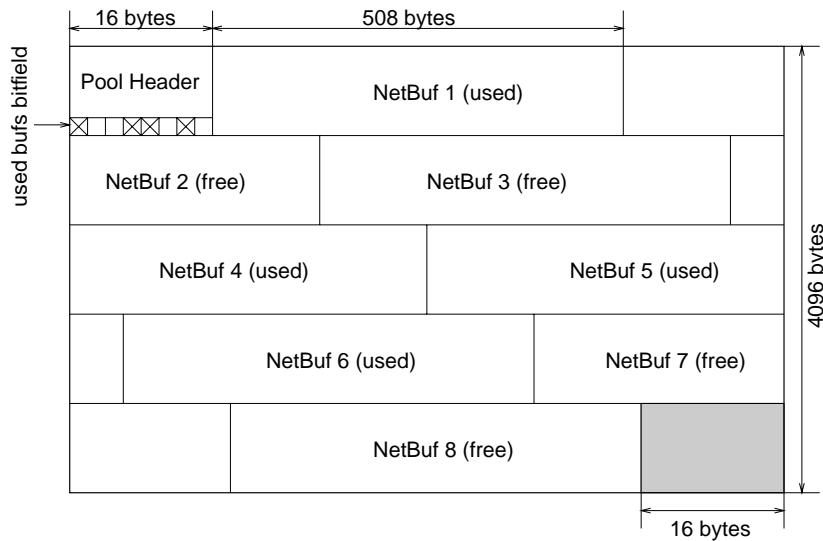 16 bytes
508 bytes
Pool Header
NetBuf 1 (used)
used bufs bitfield
NetBuf 2 (free)
NetBuf 3 (free)
NetBuf 4 (used)
NetBuf 5 (used)
4096 bytes
NetBuf 6 (used)
NetBuf 7 (free)
NetBuf 8 (free)
16 bytes